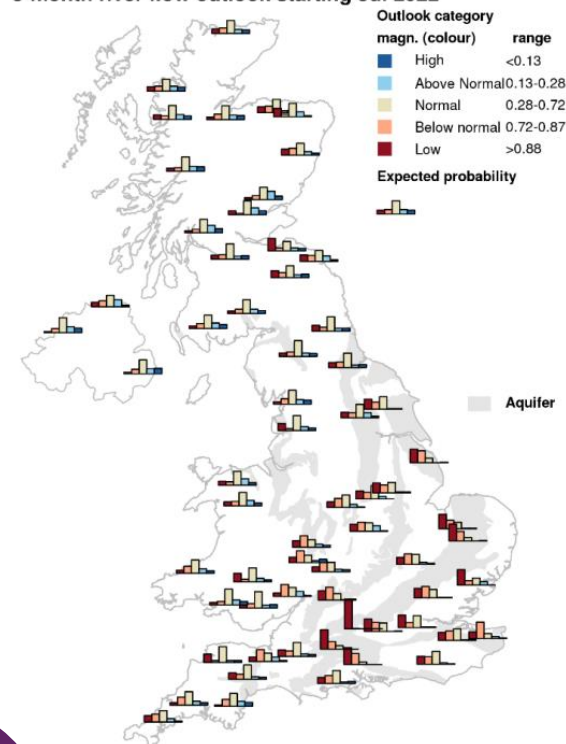 Outlook category
magn. (colour) range
High <0.13
Above Normal 0.13-0.28
Normal 0.28-0.72
Below normal 0.72-0.87
Low >0.88
Expected probability
Aquifer